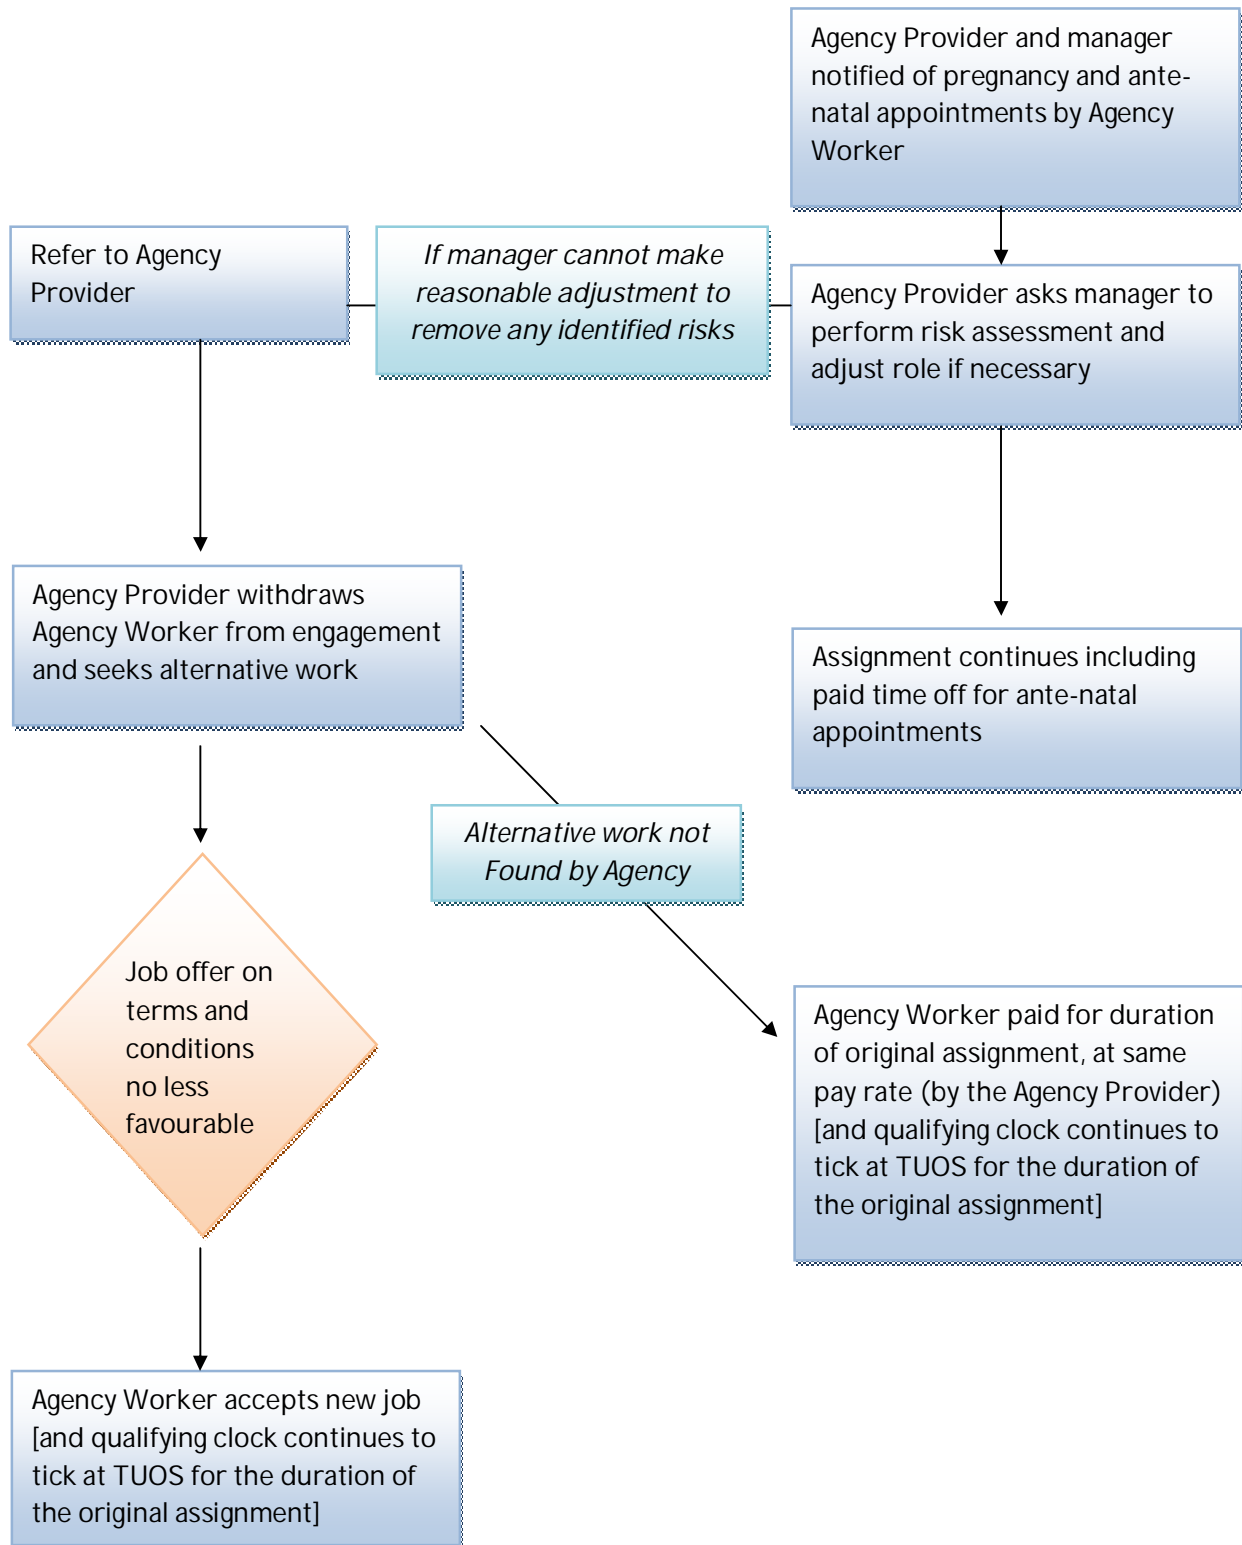 Agency Provider and manager
notified of pregnancy and ante-
natal appointments by Agency
Worker
Refer to Agency
Provider
If manager cannot make
reasonable adjustment to
remove any identified risks
Agency Provider asks manager to
perform risk assessment and
adjust role if necessary
Agency Provider withdraws
Agency Worker from engagement
and seeks alternative work
Assignment continues including
paid time off for ante-natal
appointments
Alternative work not
Found by Agency
Job offer on
terms and
conditions
no less
favourable
Agency Worker paid for duration
of original assignment, at same
pay rate (by the Agency Provider)
[and qualifying clock continues to
tick at TUOS for the duration of
the original assignment]
Agency Worker accepts new job
[and qualifying clock continues to
tick at TUOS for the duration of
the original assignment]